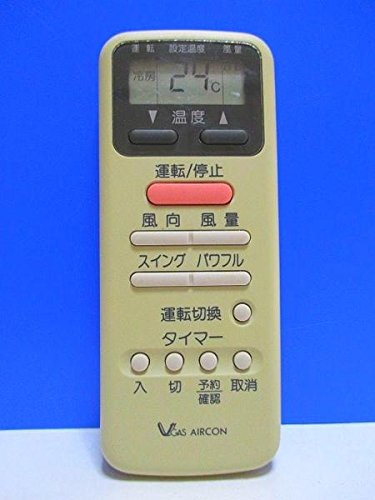 運転 設定温度 風量
冷房 24℃
▼ 温度 ▲
運転/停止
風向 風量
スイング パワフル
運転切換
タイマー
入 切 予約/確認 取消
V GAS AIRCON